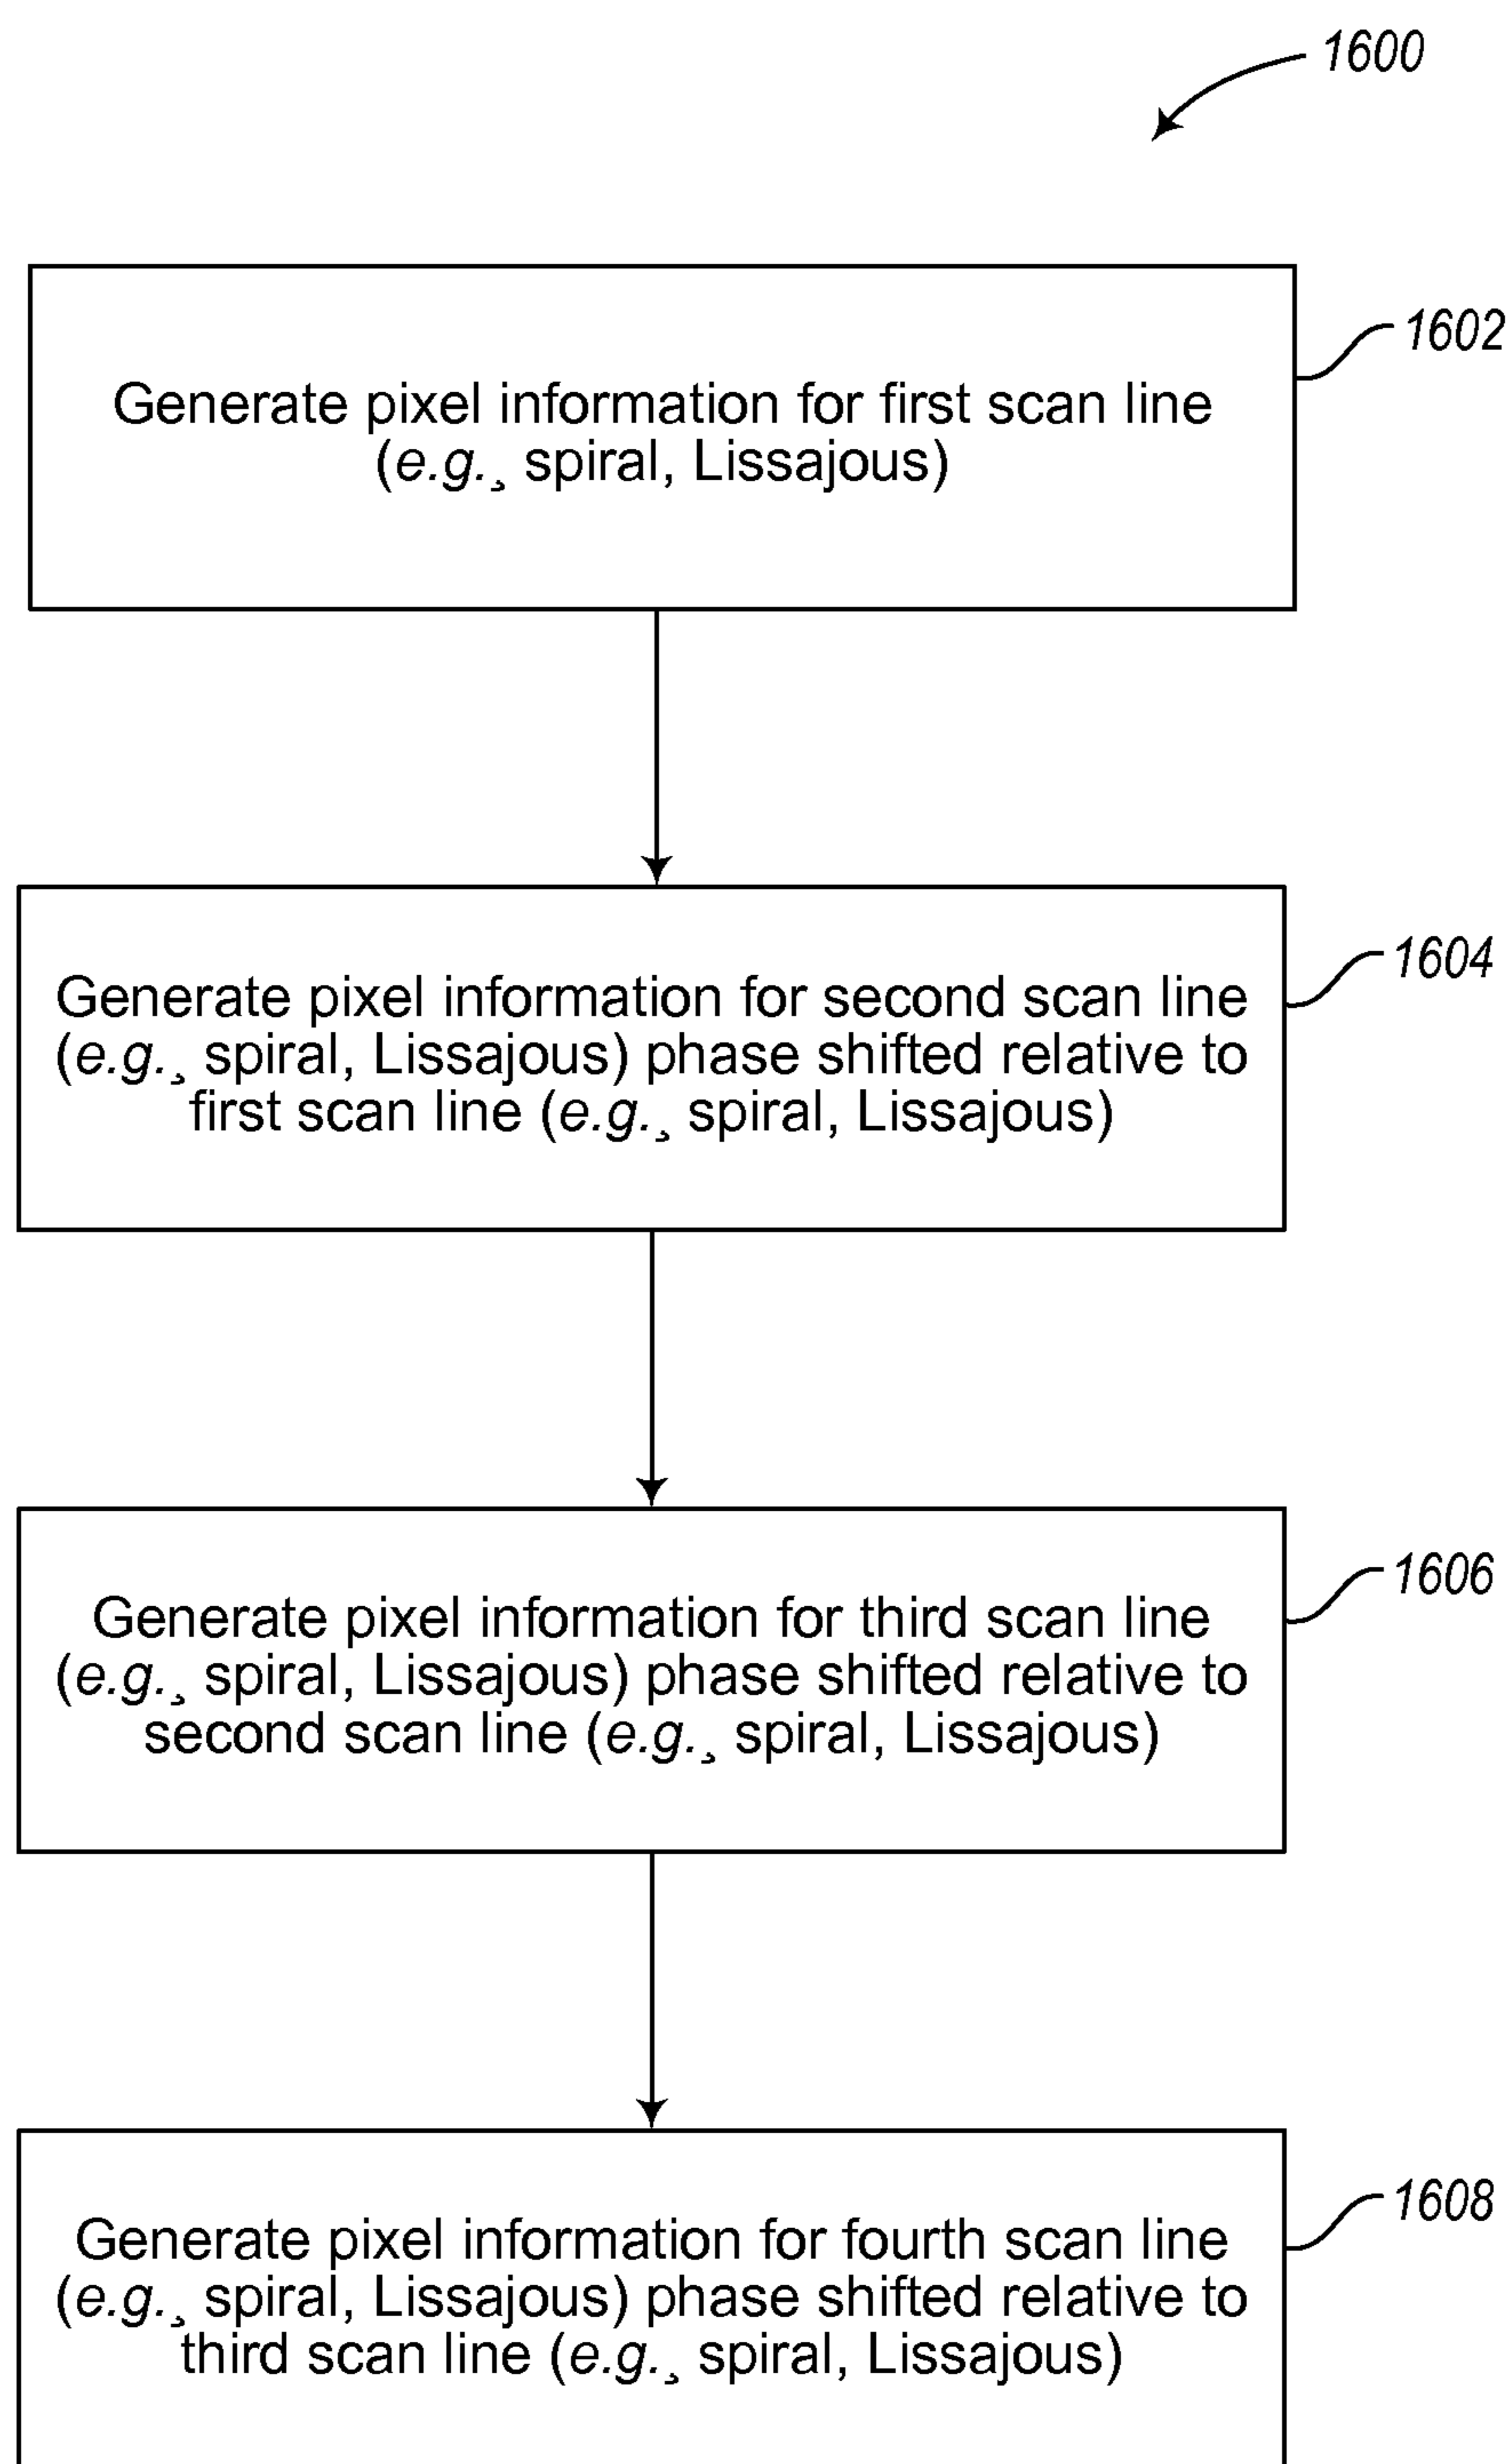 1600
1602
Generate pixel information for first scan line
(e.g.¸ spiral, Lissajous)
1604
Generate pixel information for second scan line
(e.g.¸ spiral, Lissajous) phase shifted relative to
first scan line (e.g.¸ spiral, Lissajous)
1606
Generate pixel information for third scan line
(e.g.¸ spiral, Lissajous) phase shifted relative to
second scan line (e.g.¸ spiral, Lissajous)
1608
Generate pixel information for fourth scan line
(e.g.¸ spiral, Lissajous) phase shifted relative to
third scan line (e.g.¸ spiral, Lissajous)